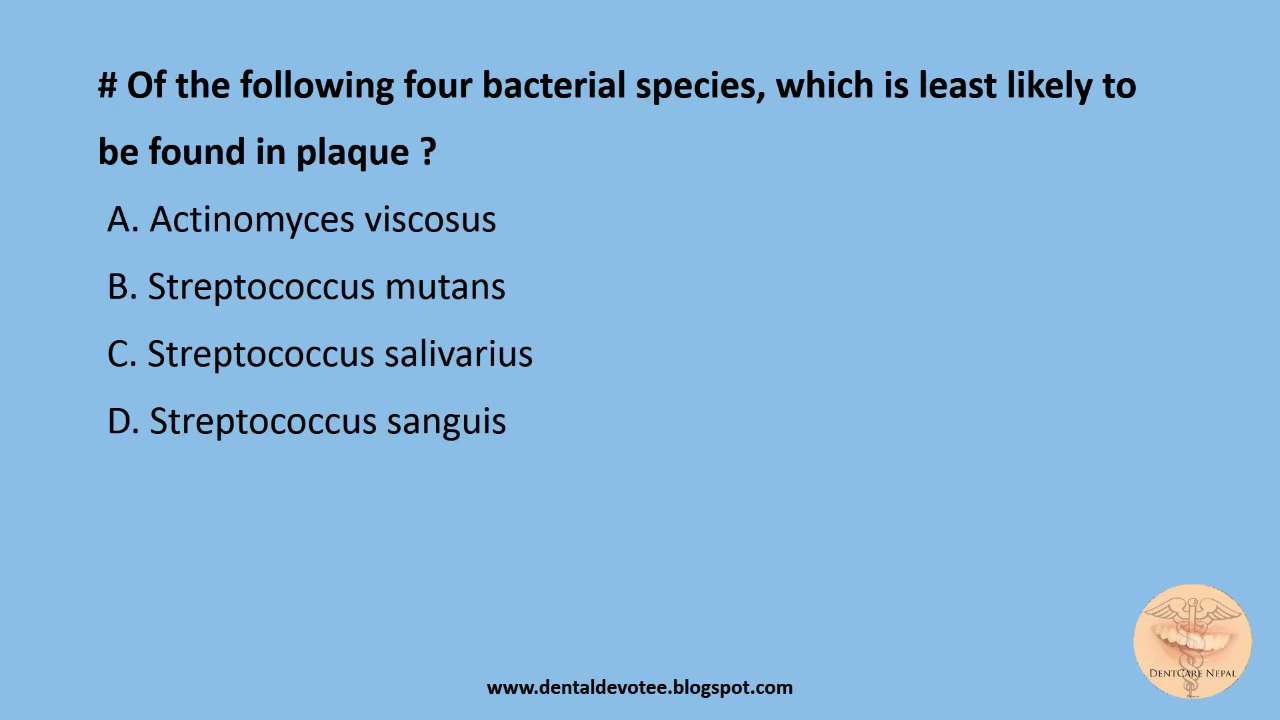 # Of the following four bacterial species, which is least likely to
be found in plaque ?
A. Actinomyces viscosus
B. Streptococcus mutans
C. Streptococcus salivarius
D. Streptococcus sanguis
DentCare Nepal
www.dentaldevotee.blogspot.com